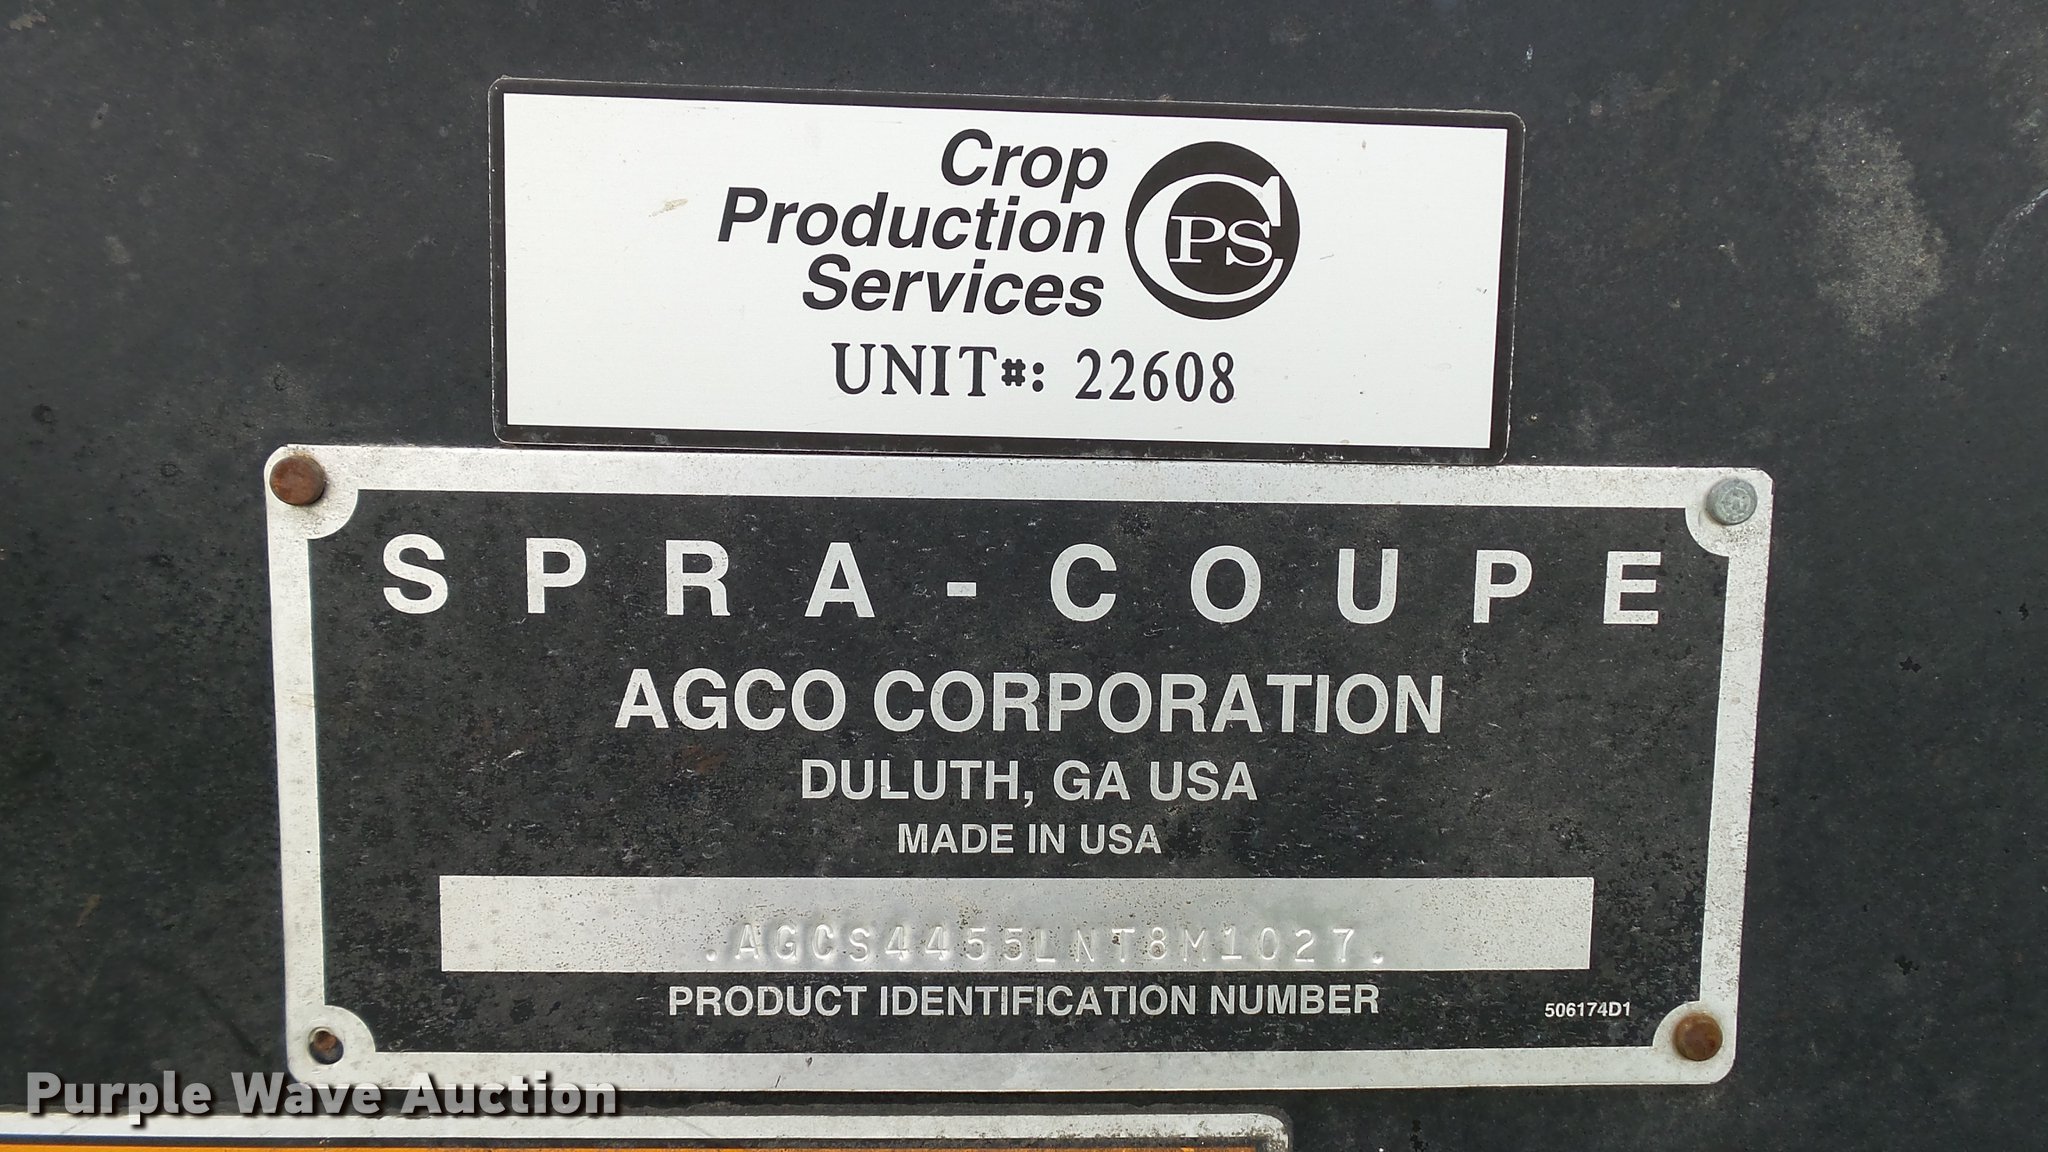 Crop
Production
Services
CPS
UNIT#: 22608
SPRA-COUPE
AGCO CORPORATION
DULUTH, GA USA
MADE IN USA
.AGCS4455LNT8M1027.
PRODUCT IDENTIFICATION NUMBER
506174D1
Purple Wave Auction